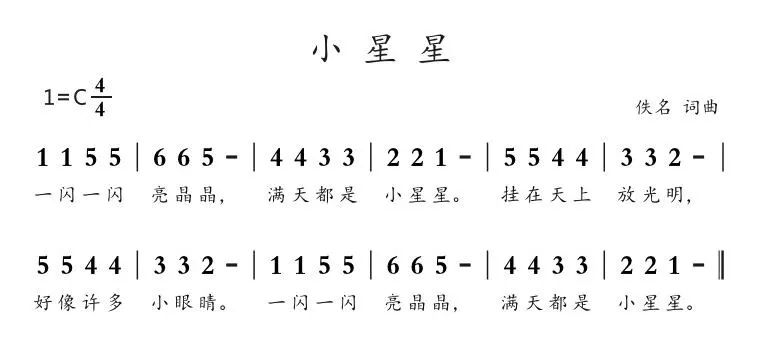 小星星
1=C 4/4
佚名 词曲
1 1 5 5 | 6 6 5 - | 4 4 3 3 | 2 2 1 - | 5 5 4 4 | 3 3 2 - |
一闪一闪 亮晶晶, 满天都是 小星星。 挂在天上 放光明,
5 5 4 4 | 3 3 2 - | 1 1 5 5 | 6 6 5 - | 4 4 3 3 | 2 2 1 - ‖
好像许多 小眼睛。 一闪一闪 亮晶晶, 满天都是 小星星。